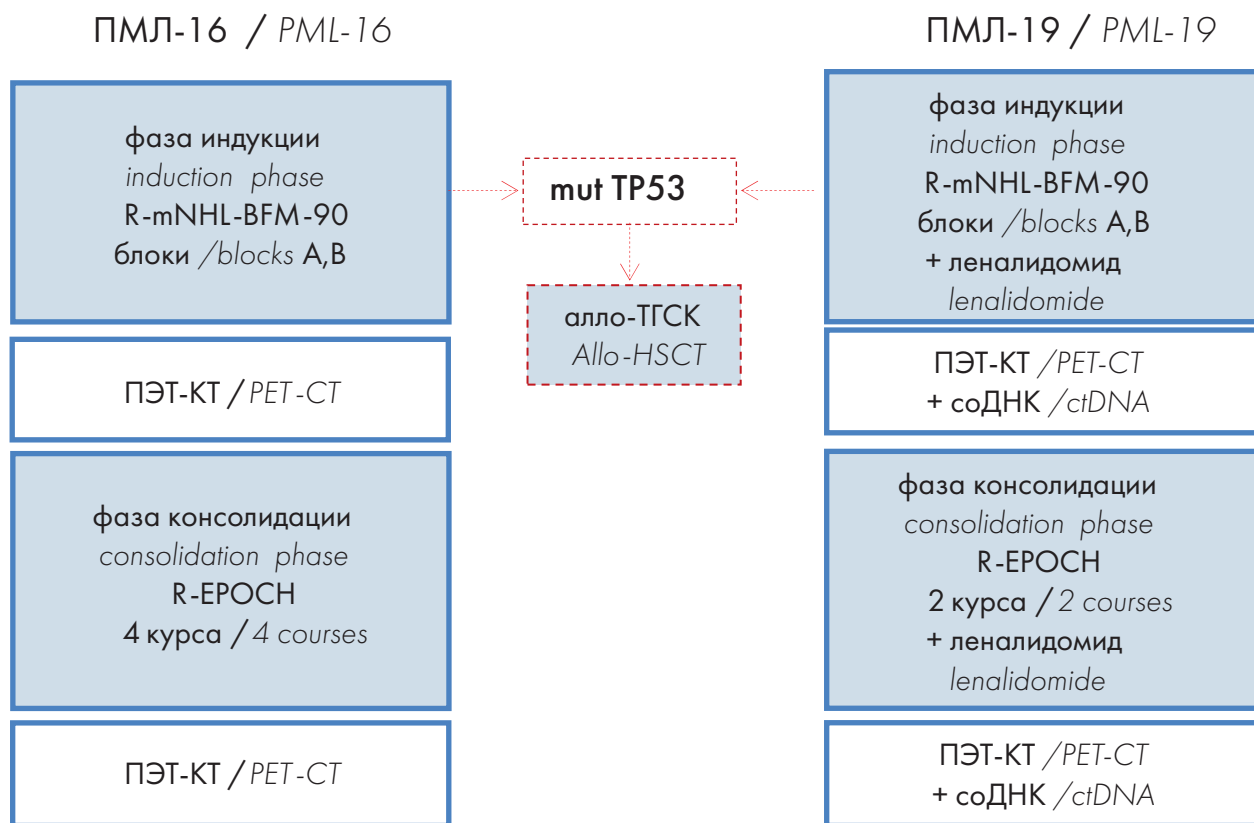 ПМЛ-16 / PML-16
фаза индукции
induction phase
R-mNHL-BFM-90
блоки /blocks A,B
ПЭТ-КТ / PET-CT
фаза консолидации
consolidation phase
R-EPOCH
4 курса / 4 courses
ПЭТ-КТ / PET-CT
mut TP53
алло-ТГСК
Allo-HSCT
ПМЛ-19 / PML-19
фаза индукции
induction phase
R-mNHL-BFM-90
блоки /blocks A,B
+ леналидомид
lenalidomide
ПЭТ-КТ /PET-CT
+ соДНК /ctDNA
фаза консолидации
consolidation phase
R-EPOCH
2 курса / 2 courses
+ леналидомид
lenalidomide
ПЭТ-КТ /PET-CT
+ соДНК /ctDNA